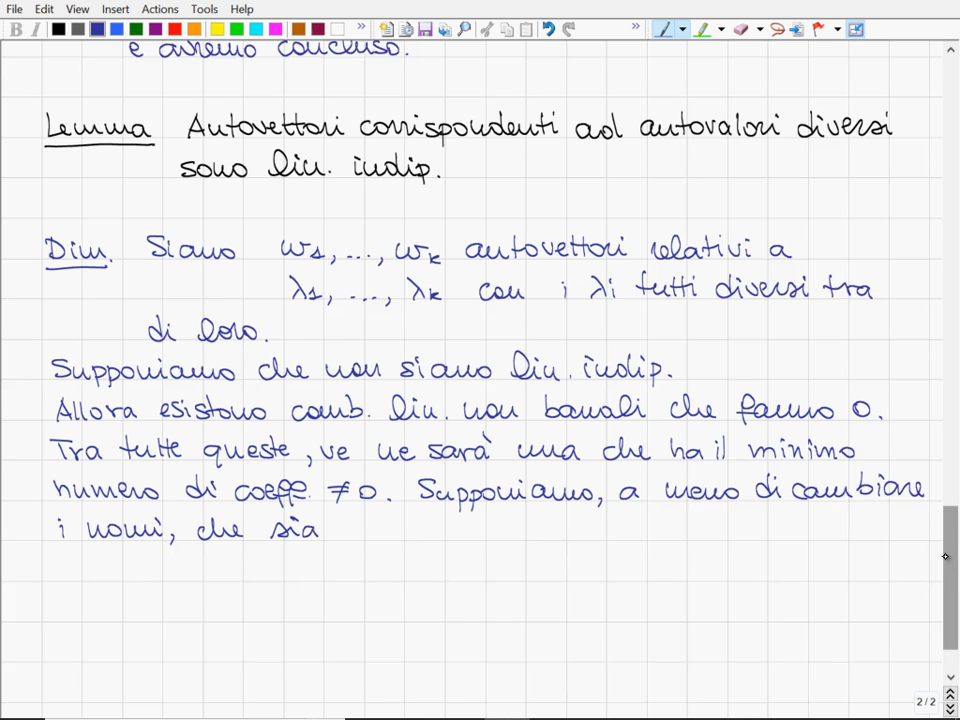 File Edit View Insert Actions Tools Help
B I
e avremo concluso.
Lemma Autovettori corrispondenti ad autovalori diversi
sono lin. indip.
Dim. Siano w1, ..., wk autovettori relativi a
λ1, ..., λk con i λi tutti diversi tra
di loro.
Supponiamo che non siano lin. indip.
Allora esistono comb. lin. non banali che fanno 0.
Tra tutte queste, ve ne sarà una che ha il minimo
numero di coeff. ≠0. Supponiamo, a meno di cambiare
i nomi, che sia
2/2